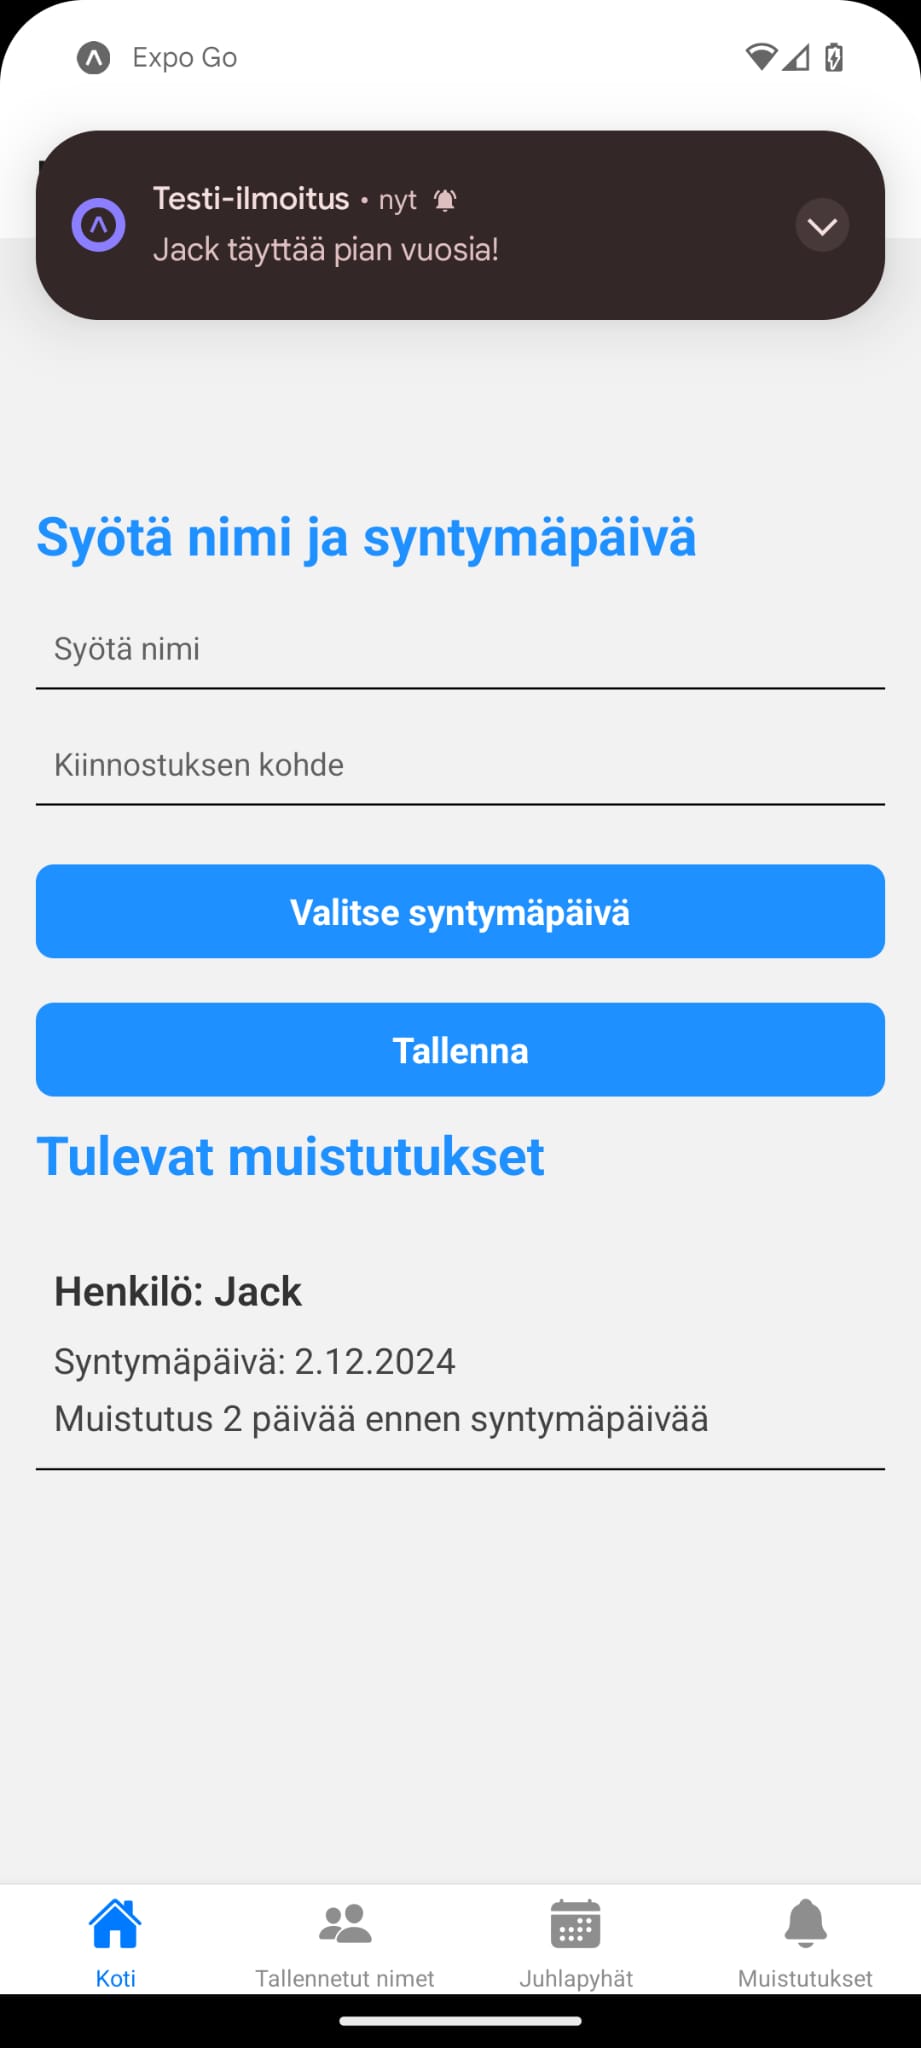 Expo Go
Testi-ilmoitus • nyt
Jack täyttää pian vuosia!
Syötä nimi ja syntymäpäivä
Syötä nimi
Kiinnostuksen kohde
Valitse syntymäpäivä
Tallenna
Tulevat muistutukset
Henkilö: Jack
Syntymäpäivä: 2.12.2024
Muistutus 2 päivää ennen syntymäpäivää
Koti
Tallennetut nimet
Juhlapyhät
Muistutukset